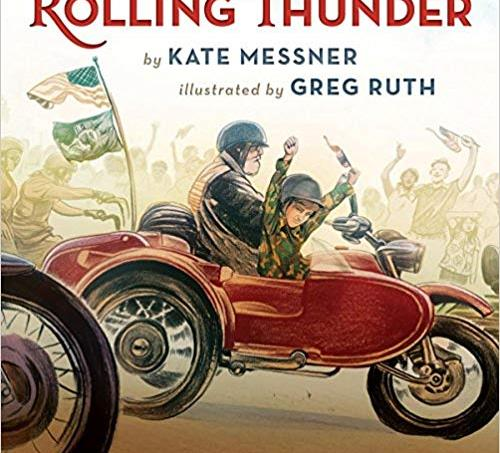 ROLLING THUNDER
by KATE MESSNER
illustrated by GREG RUTH